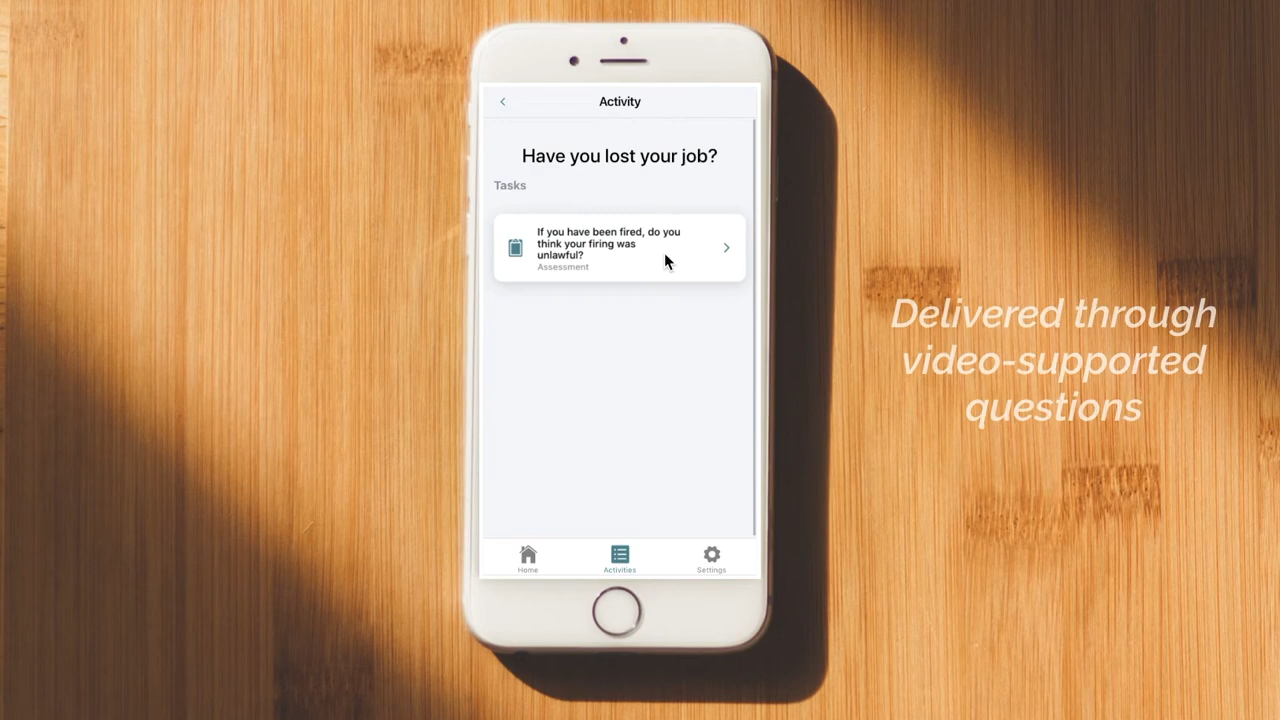 Activity
Have you lost your job?
Tasks
If you have been fired, do you
think your firing was
unlawful?
Assessment
Home
Activities
Settings
Delivered through
video-supported
questions